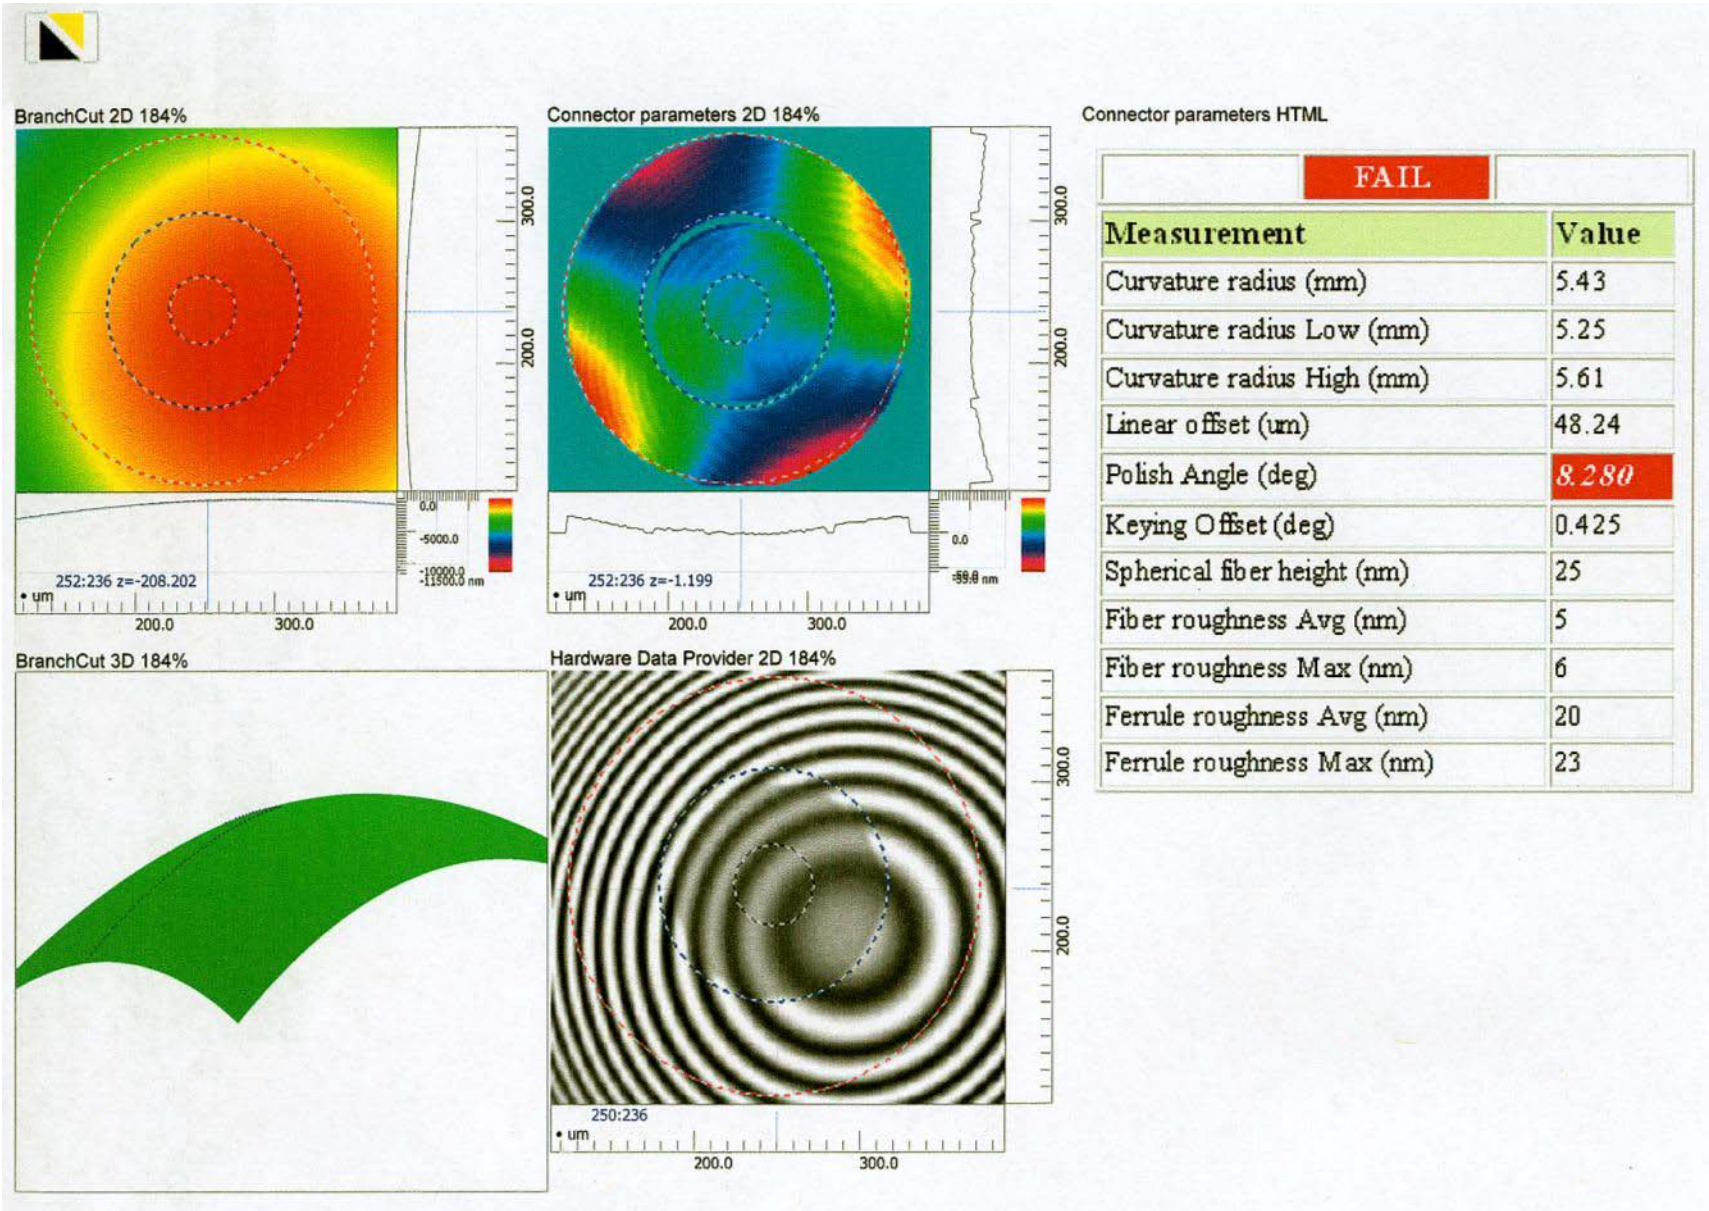 BranchCut 2D 184%
300.0
200.0
0.0
-5000.0
-10000.0
-11500.0 nm
252:236 z=-208.202
• um
200.0 300.0
Connector parameters 2D 184%
300.0
200.0
0.0
252:236 z=-1.199
• um
200.0 300.0
BranchCut 3D 184%
Hardware Data Provider 2D 184%
300.0
200.0
250:236
• um
200.0 300.0
Connector parameters HTML
FAIL
Measurement Value
Curvature radius (mm) 5.43
Curvature radius Low (mm) 5.25
Curvature radius High (mm) 5.61
Linear offset (um) 48.24
Polish Angle (deg) 8.280
Keying Offset (deg) 0.425
Spherical fiber height (nm) 25
Fiber roughness Avg (nm) 5
Fiber roughness Max (nm) 6
Ferrule roughness Avg (nm) 20
Ferrule roughness Max (nm) 23